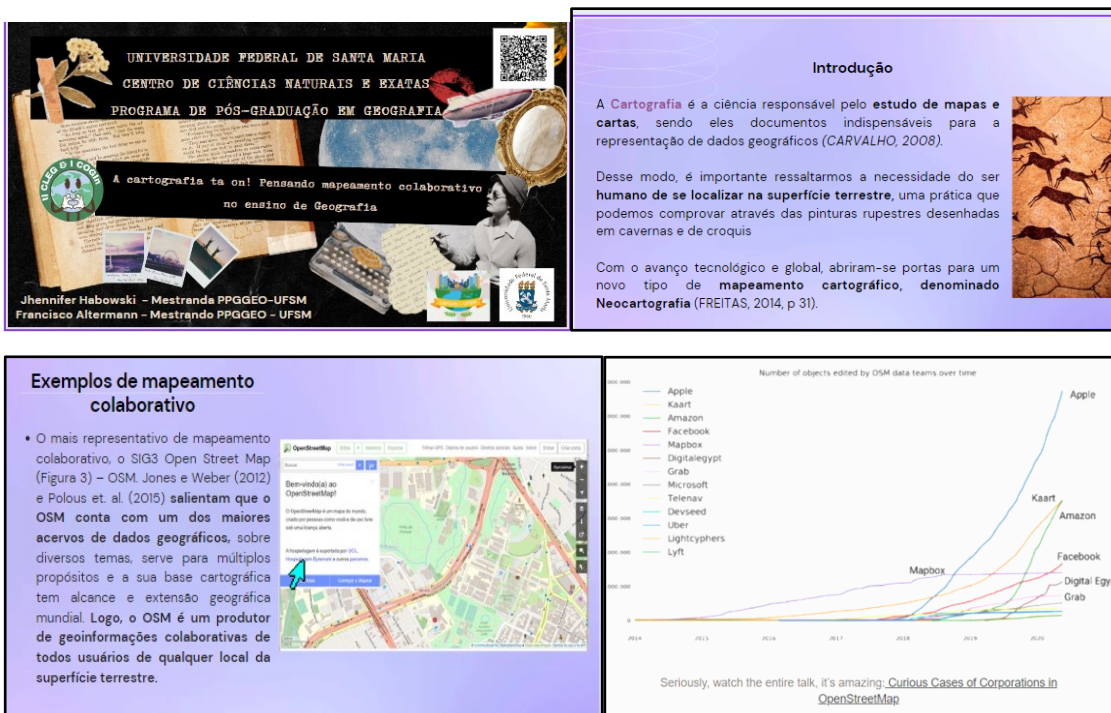 UNIVERSIDADE FEDERAL DE SANTA MARIA
CENTRO DE CIÊNCIAS NATURAIS E EXATAS
PROGRAMA DE PÓS-GRADUAÇÃO EM GEOGRAFIA
II CLEG & I COGIn
A cartografia ta on! Pensando mapeamento colaborativo
no ensino de Geografia
Jhennifer Habowski - Mestranda PPGGEO-UFSM
Francisco Altermann - Mestrando PPGGEO - UFSM
Introdução
A Cartografia é a ciência responsável pelo estudo de mapas e
cartas, sendo eles documentos indispensáveis para a
representação de dados geográficos (CARVALHO, 2008).
Desse modo, é importante ressaltarmos a necessidade do ser
humano de se localizar na superfície terrestre, uma prática que
podemos comprovar através das pinturas rupestres desenhadas
em cavernas e de croquis
Com o avanço tecnológico e global, abriram-se portas para um
novo tipo de mapeamento cartográfico, denominado
Neocartografia (FREITAS, 2014, p 31).
Exemplos de mapeamento
colaborativo
• O mais representativo de mapeamento
colaborativo, o SIG3 Open Street Map
(Figura 3) – OSM. Jones e Weber (2012)
e Polous et. al. (2015) salientam que o
OSM conta com um dos maiores
acervos de dados geográficos, sobre
diversos temas, serve para múltiplos
propósitos e a sua base cartográfica
tem alcance e extensão geográfica
mundial. Logo, o OSM é um produtor
de geoinformações colaborativas de
todos usuários de qualquer local da
superfície terrestre.
OpenStreetMap
Bem-vindo(a) ao
OpenStreetMap!
Number of objects edited by OSM data teams over time
Apple
Kaart
Amazon
Facebook
Mapbox
Digitalegypt
Grab
Microsoft
Telenav
Devseed
Uber
Lightcyphers
Lyft
Apple
Kaart
Amazon
Facebook
Mapbox
Digital Egy
Grab
2014 2015 2016 2017 2018 2019 2020
Seriously, watch the entire talk, it's amazing: Curious Cases of Corporations in
OpenStreetMap